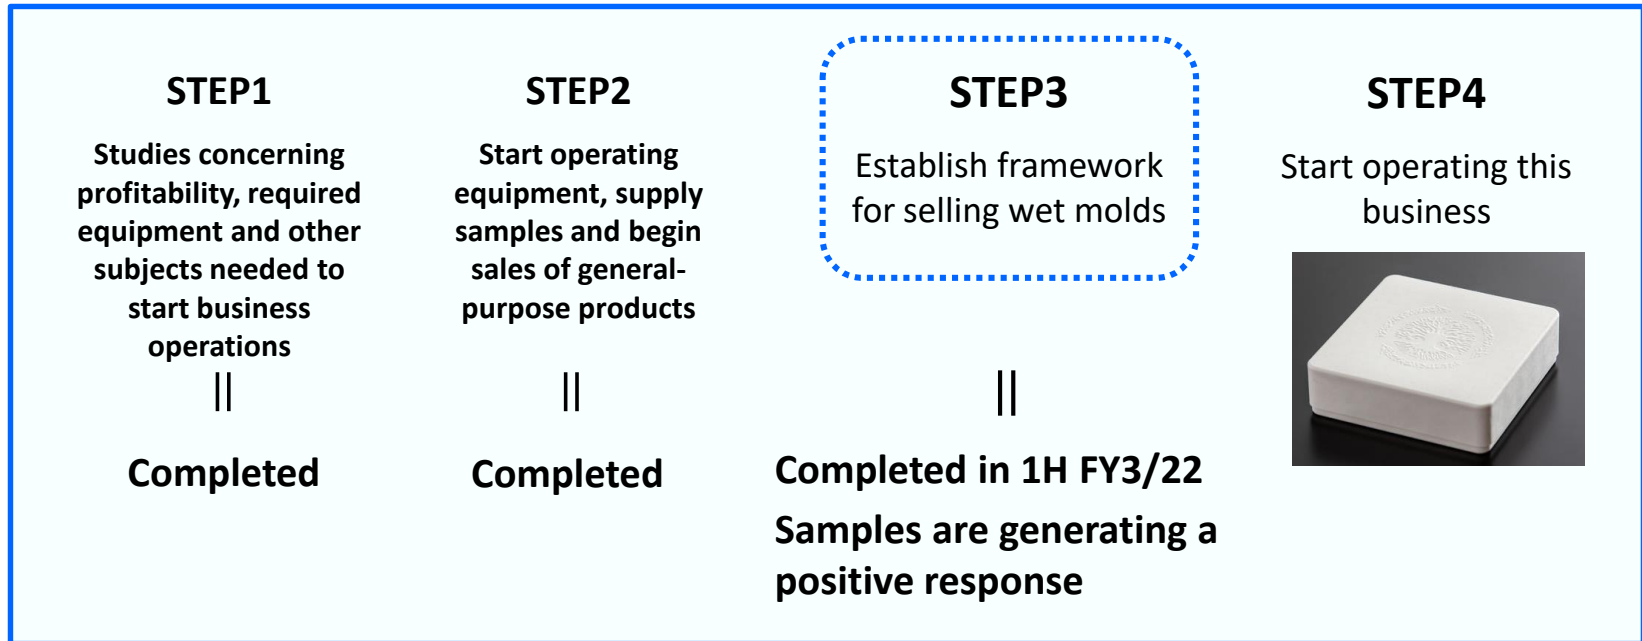 STEP1
Studies concerning
profitability, required
equipment and other
subjects needed to
start business
operations
||
Completed
STEP2
Start operating
equipment, supply
samples and begin
sales of general-
purpose products
||
Completed
STEP3
Establish framework
for selling wet molds
||
Completed in 1H FY3/22
Samples are generating a
positive response
STEP4
Start operating this
business